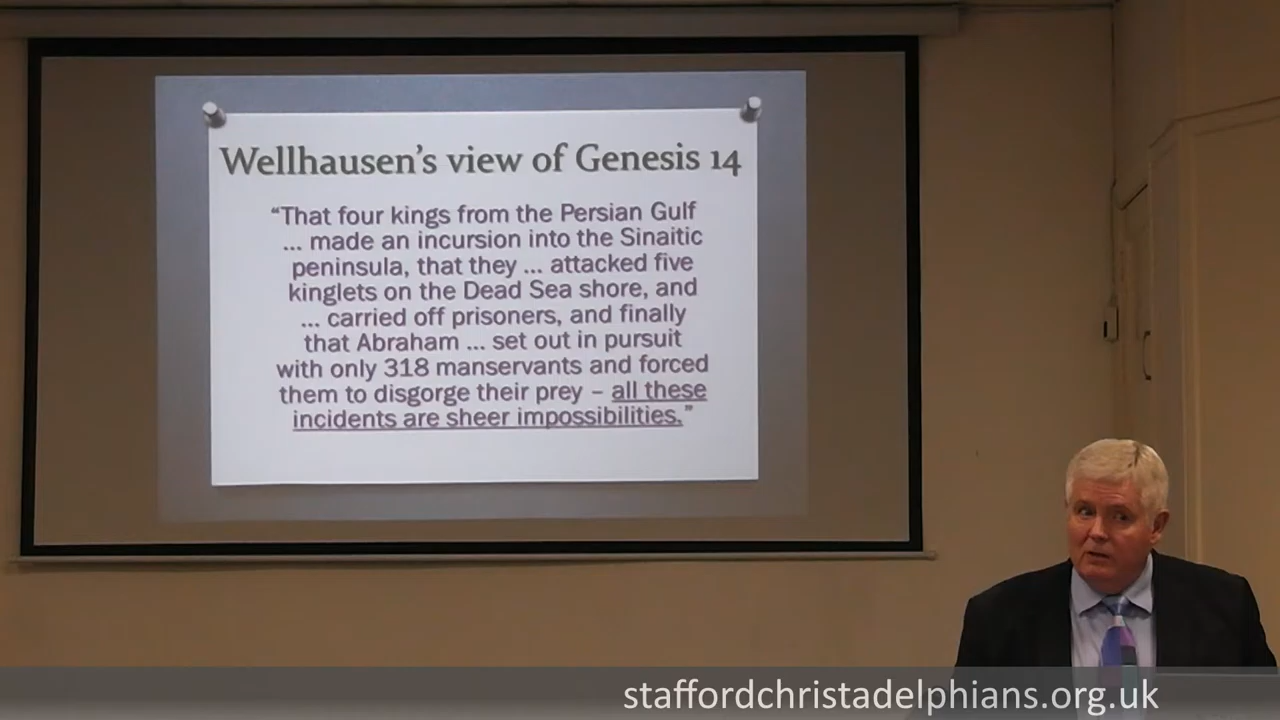 Wellhausen's view of Genesis 14
“That four kings from the Persian Gulf
... made an incursion into the Sinaitic
peninsula, that they ... attacked five
kinglets on the Dead Sea shore, and
... carried off prisoners, and finally
that Abraham ... set out in pursuit
with only 318 manservants and forced
them to disgorge their prey – all these
incidents are sheer impossibilities.”
staffordchristadelphians.org.uk